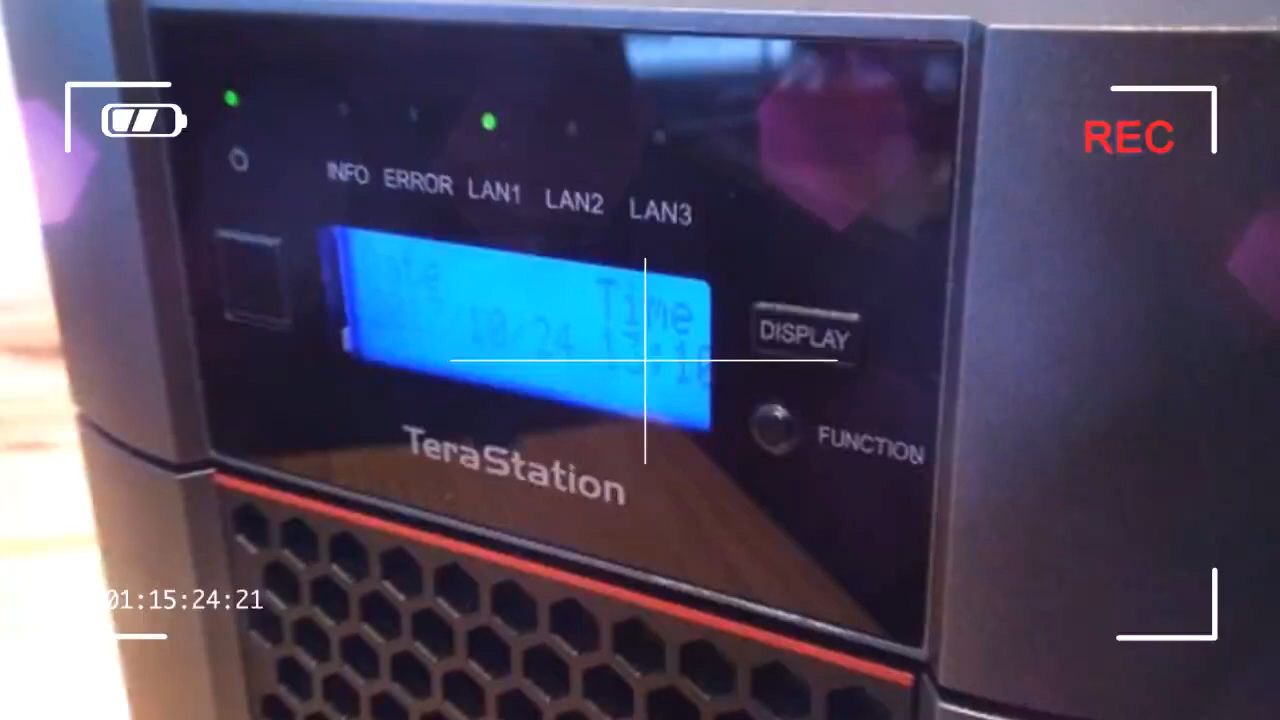 REC
INFO ERROR LAN1 LAN2 LAN3
Time
/10/24
DISPLAY
FUNCTION
TeraStation
01:15:24:21